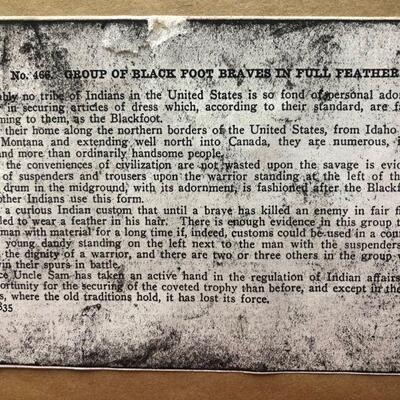 No. 466. GROUP OF BLACK FOOT BRAVES IN FULL FEATHER
bly no tribe of Indians in the United States is so fond of personal ador
in securing articles of dress which, according to their standard, are fa
ming to them, as the Blackfoot.
their home along the northern borders of the United States, from Idaho
Montana and extending well north into Canada, they are numerous, i
and more than ordinarily handsome people.
the conveniences of civilization are not wasted upon the savage is evid
of suspenders and trousers upon the warrior standing at the left of the
drum in the midground, with its adornment, is fashioned after the Blackf
other Indians use this form.
a curious Indian custom that until a brave has killed an enemy in fair fi
led to wear a feather in his hair. There is enough evidence in this group t
man with material for a long time if, indeed, customs could be used in a cou
young dandy standing on the left next to the man with the suspenders
the dignity of a warrior, and there are two or three others in the group w
in their spurs in battle.
Uncle Sam has taken an active hand in the regulation of Indian affairs
portunity for the securing of the coveted trophy than before, and except in the
s, where the old traditions hold, it has lost its force.
835